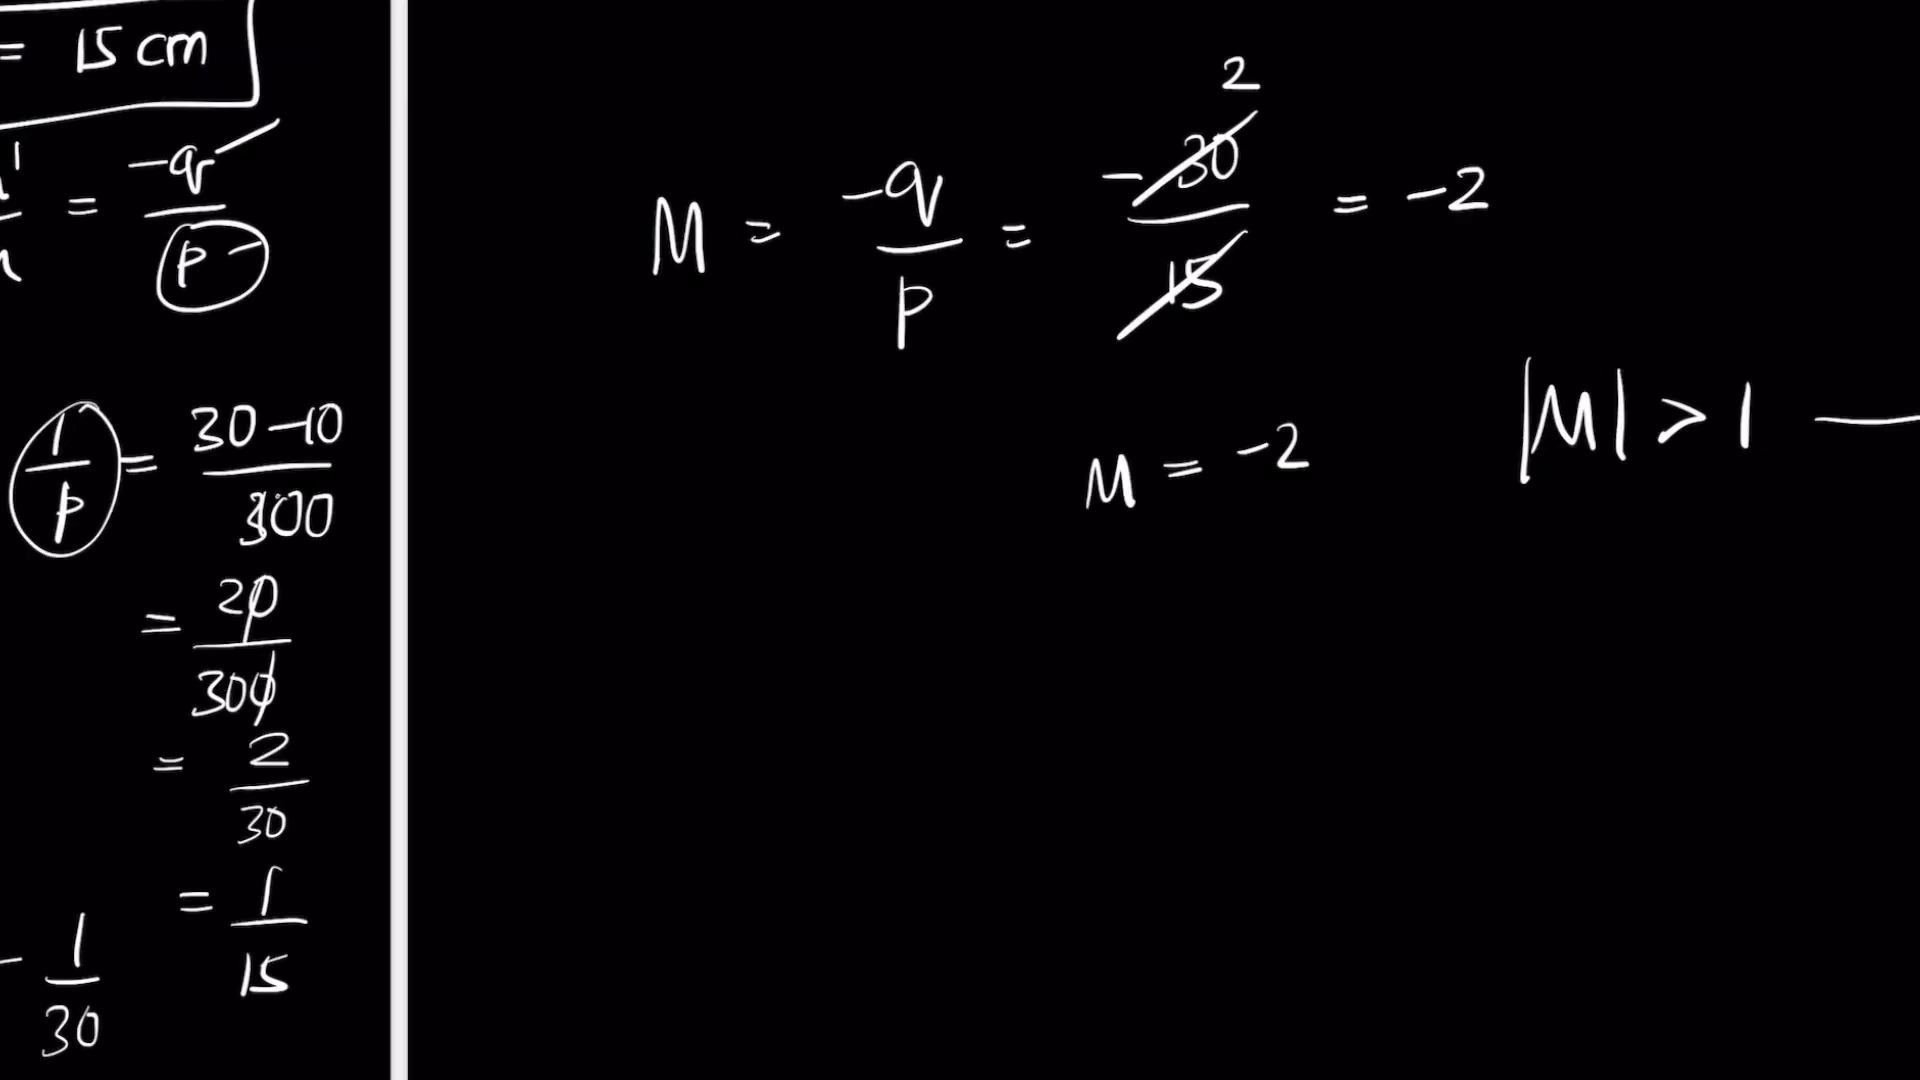 = 15 cm
= -q/p
1/p = 30-10/300
= 20/300
= 2/30
= 1/15
- 1/30
2
M = -q/p = -30/15 = -2
|M| > 1 —
M = -2